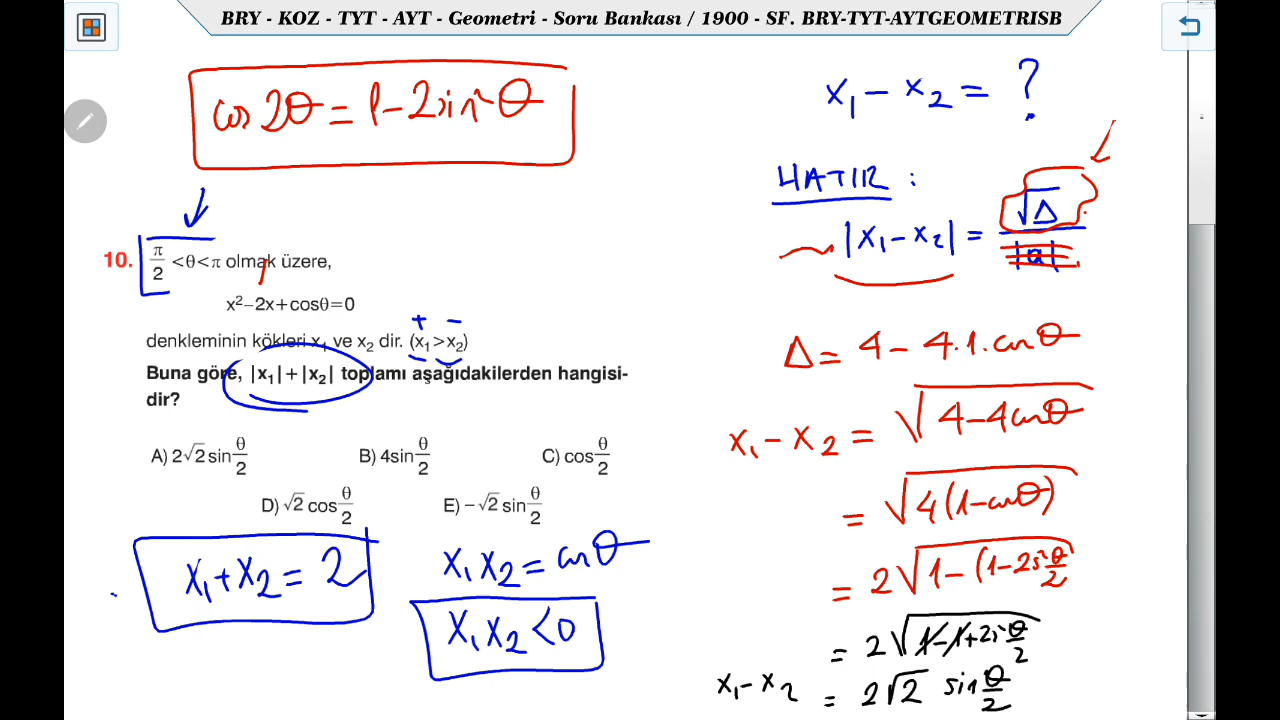 BRY - KOZ - TYT - AYT - Geometri - Soru Bankası / 1900 - SF. BRY-TYT-AYTGEOMETRISB
cos 2θ = 1 - 2sin²θ
10. π/2 <θ<π olmak üzere,
x²-2x+cosθ=0
denkleminin kökleri x₁ ve x₂ dir. (x₁>x₂)
+ -
Buna göre, |x₁|+|x₂| toplamı aşağıdakilerden hangisi-
dir?
A) 2√2 sin θ/2 B) 4sin θ/2 C) cos θ/2
D) √2 cos θ/2 E) -√2 sin θ/2
x₁+x₂ = 2
x₁x₂ = cosθ
x₁x₂ < 0
x₁ - x₂ = ?
HATIR :
|x₁-x₂| = √Δ / |a|
Δ = 4 - 4.1.cosθ
x₁ - x₂ = √(4-4cosθ)
= √(4(1-cosθ))
= 2√(1-(1-2sin²θ/2
= 2√(1-1+2sin²θ/2
x₁-x₂ = 2√2 sin θ/2